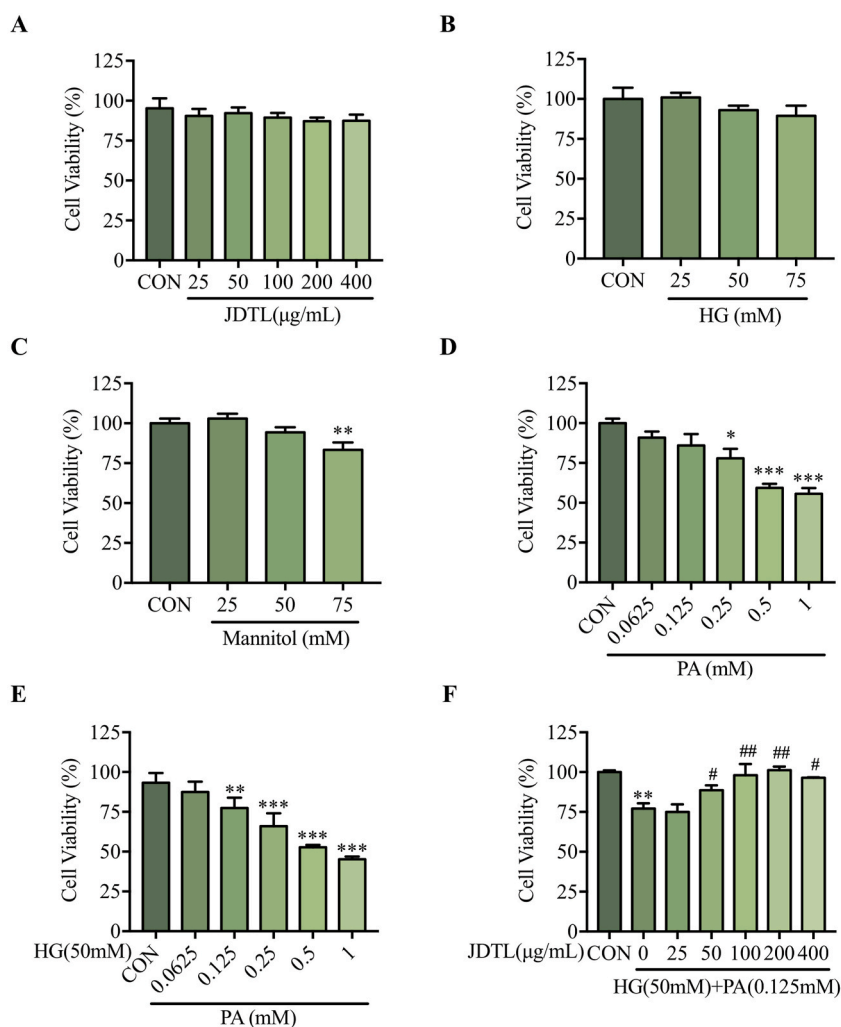 A
Cell Viability (%)
125
100
75
50
25
0
CON 25 50 100 200 400
JDTL(μg/mL)
B
Cell Viability (%)
125
100
75
50
25
0
CON 25 50 75
HG (mM)
C
Cell Viability (%)
125
100
75
50
25
0
**
CON 25 50 75
Mannitol (mM)
D
Cell Viability (%)
125
100
75
50
25
0
* *** ***
CON 0.0625 0.125 0.25 0.5 1
PA (mM)
E
Cell Viability (%)
125
100
75
50
25
0
** *** *** ***
HG(50mM) CON 0.0625 0.125 0.25 0.5 1
PA (mM)
F
Cell Viability (%)
125
100
75
50
25
0
** # ## ## #
JDTL(μg/mL) CON 0 25 50 100 200 400
HG(50mM)+PA(0.125mM)